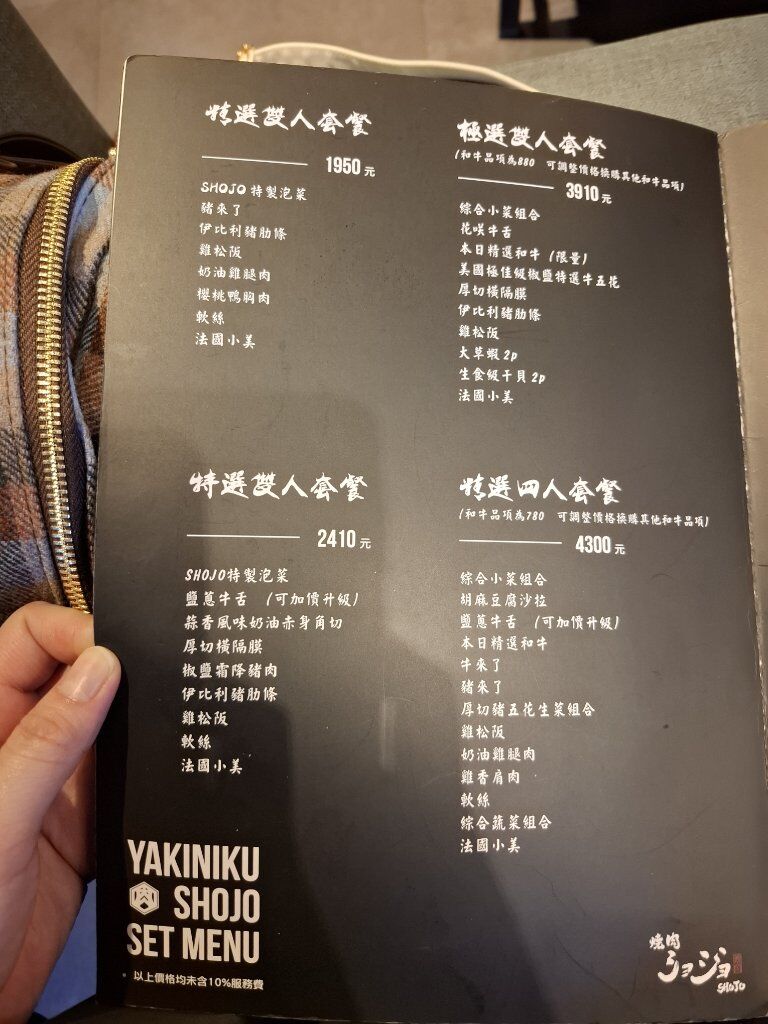 精選雙人套餐
1950元
SHOJO 特製泡菜
豬來了
伊比利豬肋條
雞松阪
奶油雞腿肉
櫻桃鴨胸肉
軟絲
法國小美
極選雙人套餐
(和牛品項為880 可調整價格換購其他和牛品項)
3910元
綜合小菜組合
花咲牛舌
本日精選和牛 (限量)
美國極佳級椒鹽特選牛五花
厚切橫隔膜
伊比利豬肋條
雞松阪
大草蝦2p
生食級干貝2p
法國小美
特選雙人套餐
2410元
SHOJO特製泡菜
鹽蔥牛舌 (可加價升級)
蒜香風味奶油赤身角切
厚切橫隔膜
椒鹽霜降豬肉
伊比利豬肋條
雞松阪
軟絲
法國小美
精選四人套餐
(和牛品項為780 可調整價格換購其他和牛品項)
4300元
綜合小菜組合
胡麻豆腐沙拉
鹽蔥牛舌 (可加價升級)
本日精選和牛
牛來了
豬來了
厚切豬五花生菜組合
雞松阪
奶油雞腿肉
雞香肩肉
軟絲
綜合蔬菜組合
法國小美
YAKINIKU
肉 SHOJO
SET MENU
• 以上價格均未含10%服務費
燒肉
ショジョ
SHOJO